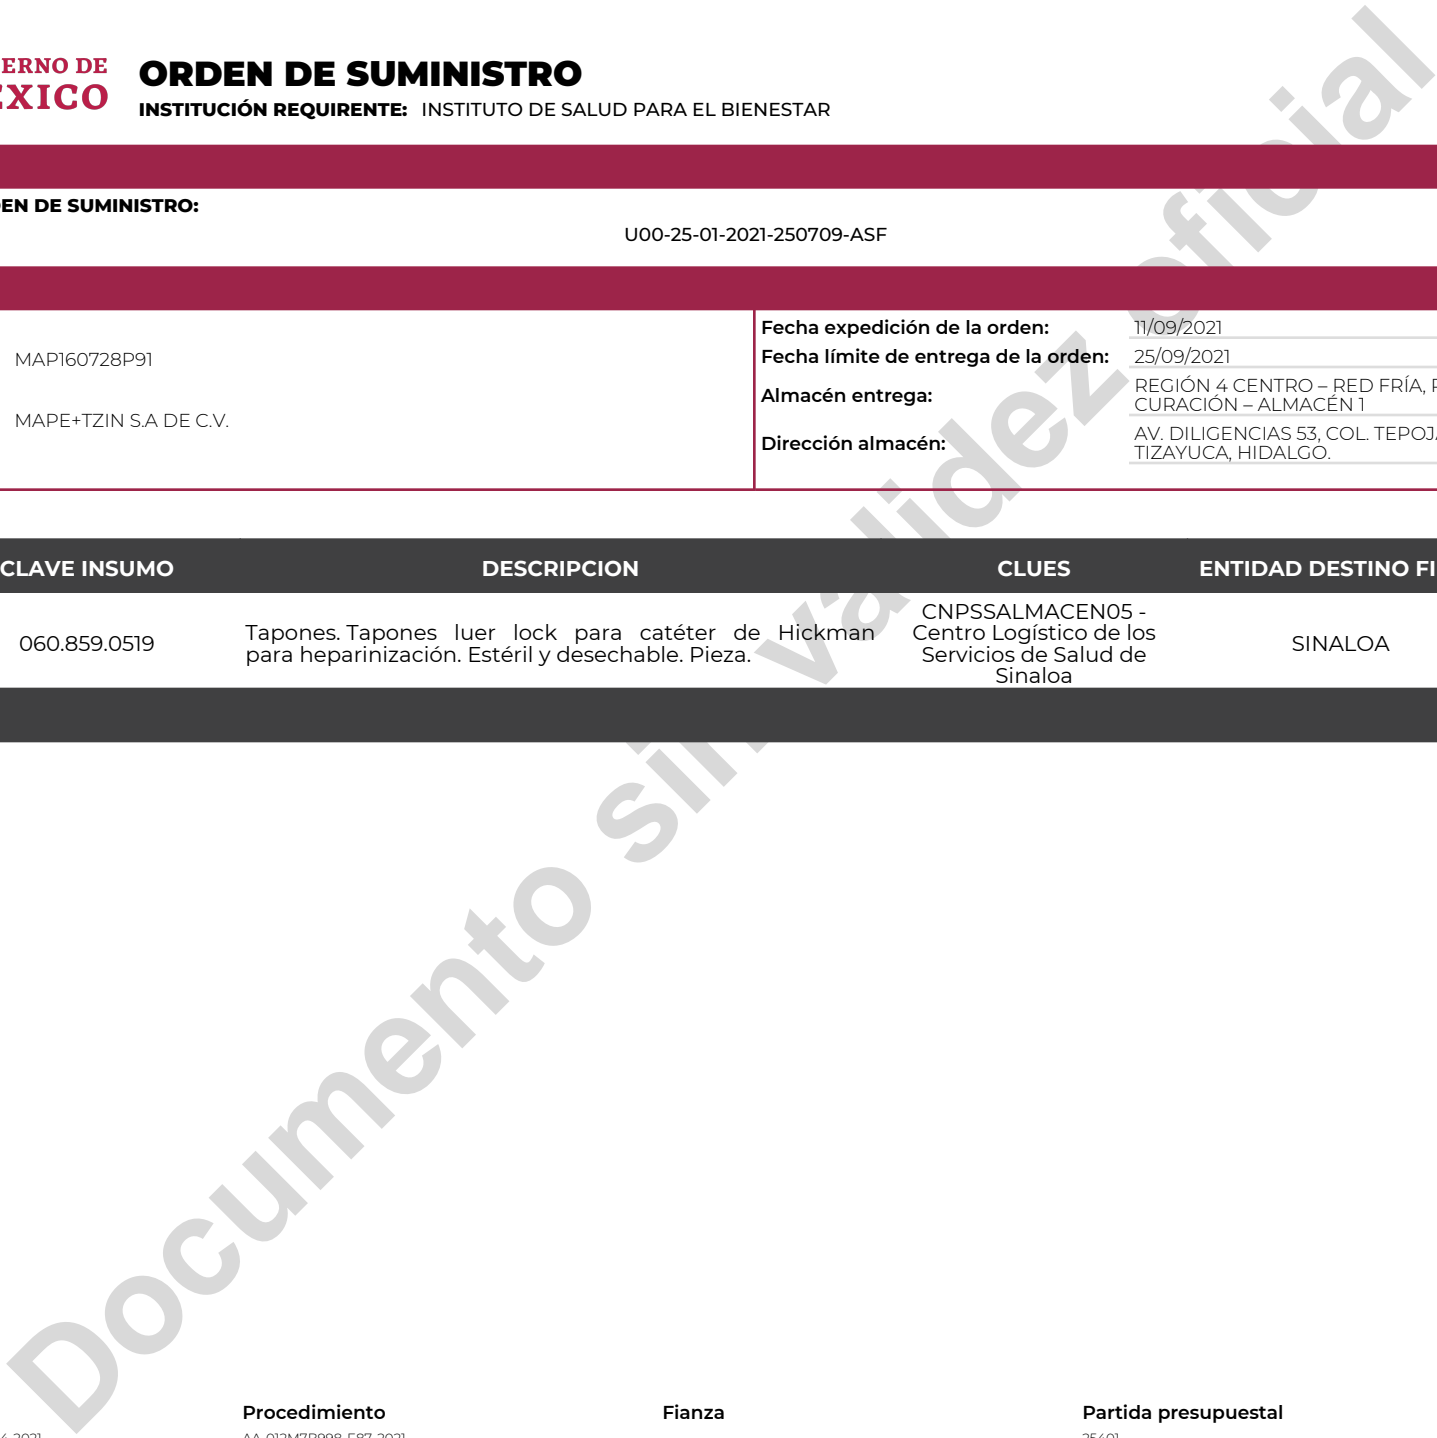 ERNO DE
ÉXICO
ORDEN DE SUMINISTRO
INSTITUCIÓN REQUIRENTE: INSTITUTO DE SALUD PARA EL BIENESTAR
EN DE SUMINISTRO:
U00-25-01-2021-250709-ASF
MAP160728P91
MAPE+TZIN S.A DE C.V.
Fecha expedición de la orden: 11/09/2021
Fecha límite de entrega de la orden: 25/09/2021
Almacén entrega: REGIÓN 4 CENTRO – RED FRÍA,
CURACIÓN – ALMACÉN 1
Dirección almacén: AV. DILIGENCIAS 53, COL. TEPOJ
TIZAYUCA, HIDALGO.
CLAVE INSUMO DESCRIPCION CLUES ENTIDAD DESTINO FI
060.859.0519
Tapones. Tapones luer lock para catéter de Hickman
para heparinización. Estéril y desechable. Pieza.
CNPSSALMACEN05 -
Centro Logístico de los
Servicios de Salud de
Sinaloa
SINALOA
Documento sin validez oficial
Procedimiento Fianza Partida presupuestal